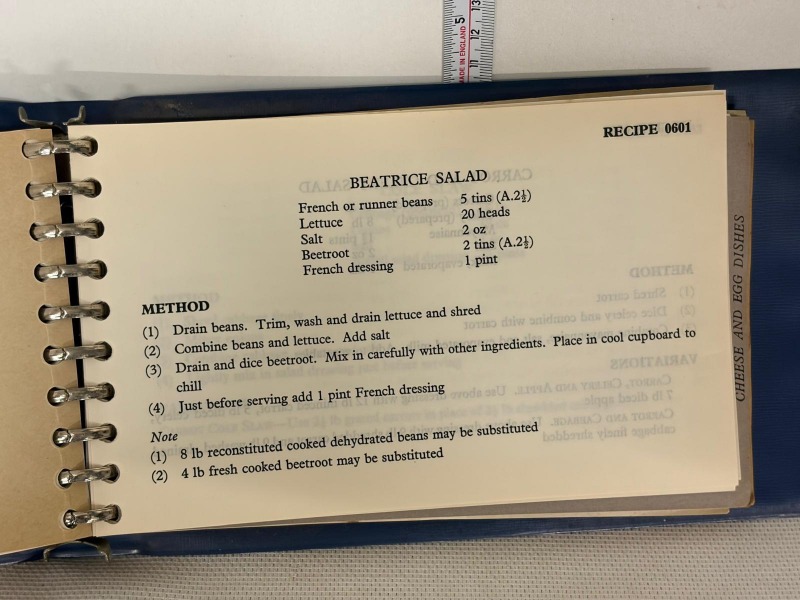 MADE IN ENGLAND
5
11
12
13
RECIPE 0601
BEATRICE SALAD
French or runner beans 5 tins (A.2½)
Lettuce 20 heads
Salt 2 oz
Beetroot 2 tins (A.2½)
French dressing 1 pint
METHOD
(1) Drain beans. Trim, wash and drain lettuce and shred
(2) Combine beans and lettuce. Add salt
(3) Drain and dice beetroot. Mix in carefully with other ingredients. Place in cool cupboard to
chill
(4) Just before serving add 1 pint French dressing
Note
(1) 8 lb reconstituted cooked dehydrated beans may be substituted
(2) 4 lb fresh cooked beetroot may be substituted
CHEESE AND EGG DISHES